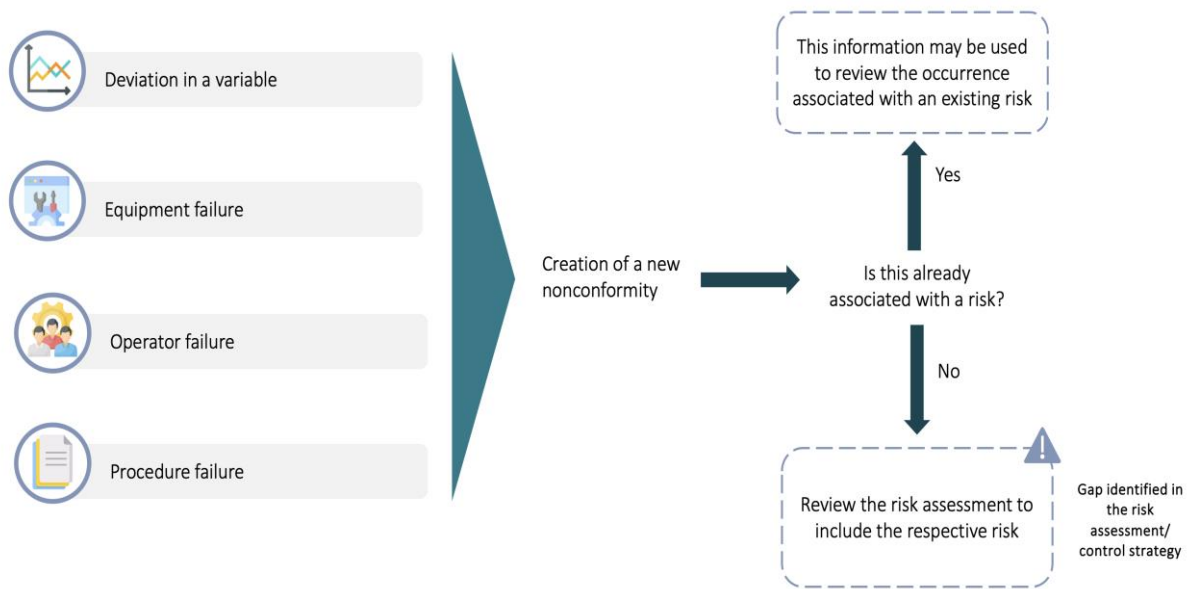 Deviation in a variable
Equipment failure
Operator failure
Procedure failure
Creation of a new
nonconformity
Is this already
associated with a risk?
Yes
This information may be used
to review the occurrence
associated with an existing risk
No
Review the risk assessment to
include the respective risk
Gap identified in
the risk
assessment/
control strategy